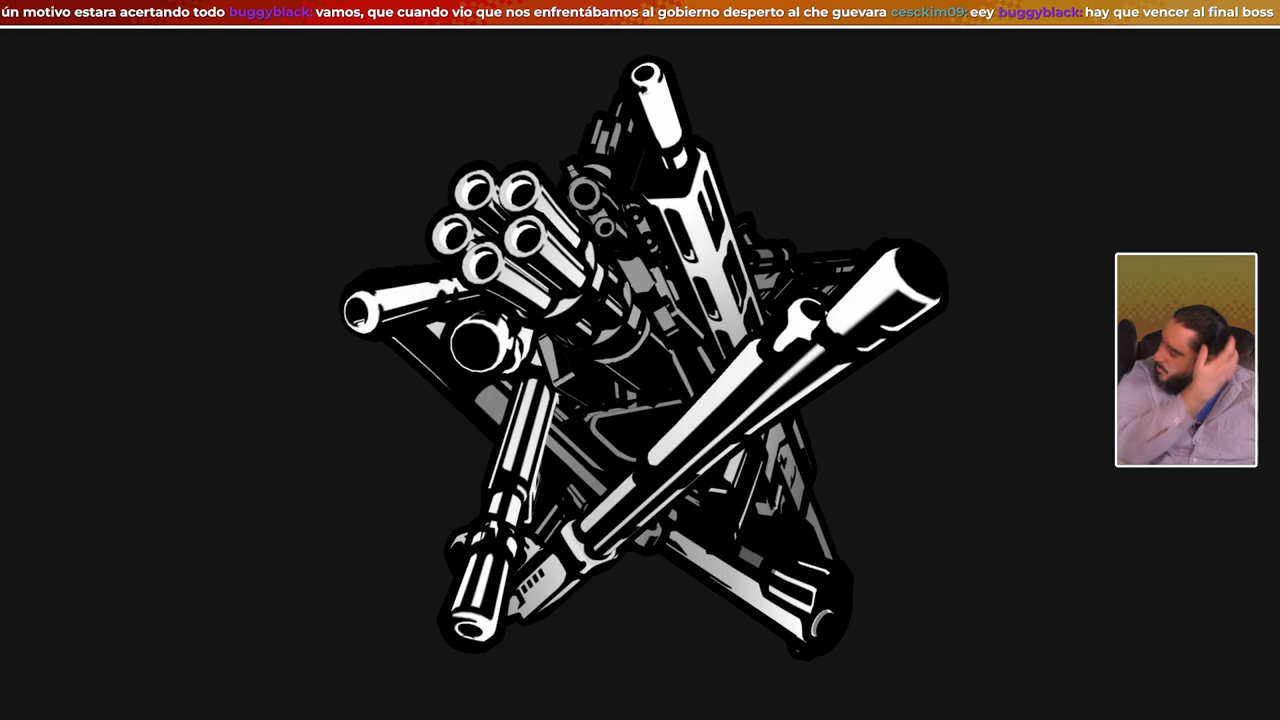 ún motivo estara acertando todo buggyblack: vamos, que cuando vio que nos enfrentábamos al gobierno desperto al che guevara cesckim09: eey buggyblack: hay que vencer al final boss